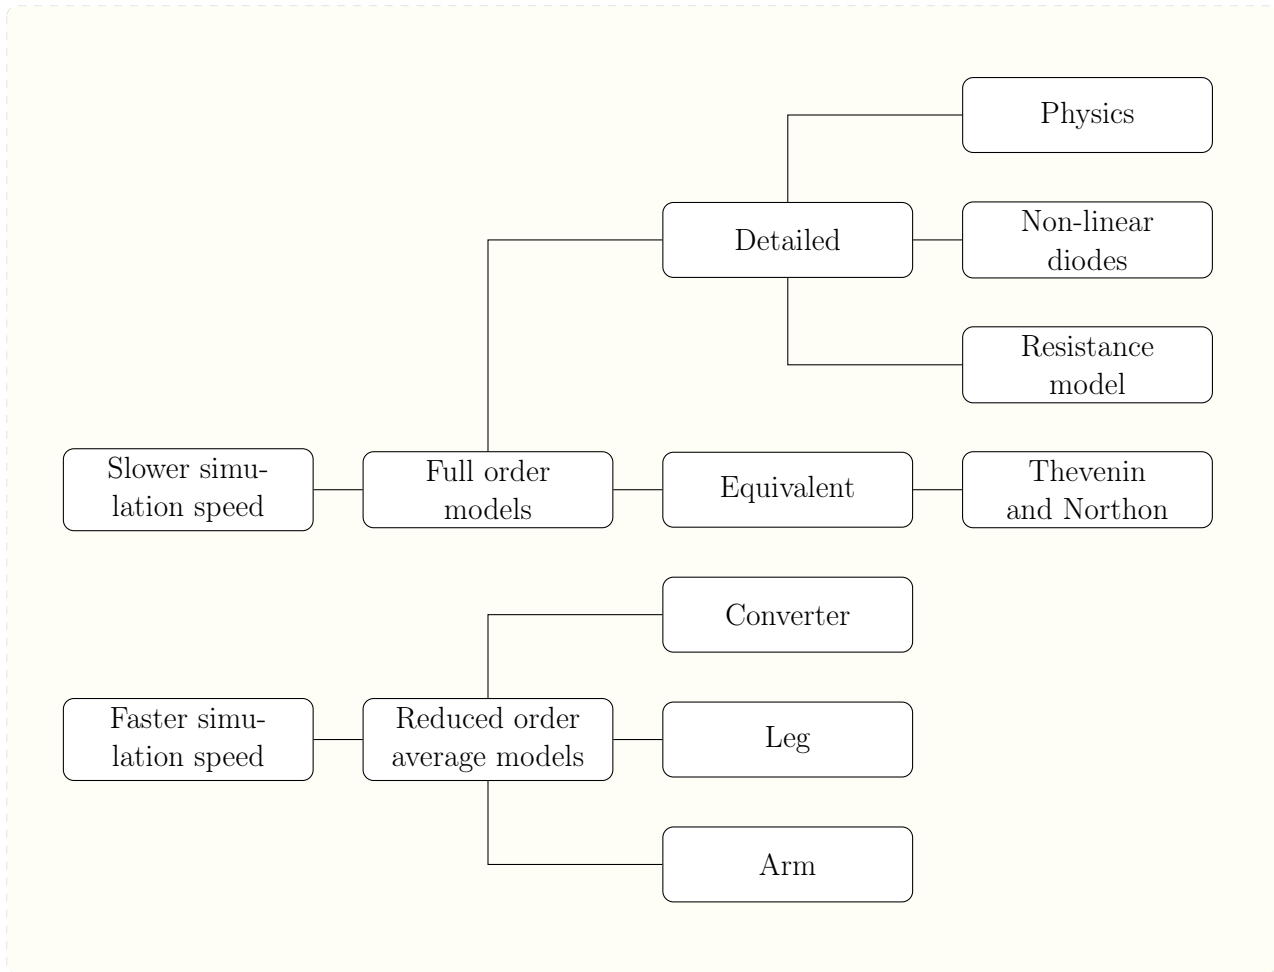 Physics
Detailed
Non-linear
diodes
Resistance
model
Slower simu-
lation speed
Full order
models
Equivalent
Thevenin
and Northon
Converter
Faster simu-
lation speed
Reduced order
average models
Leg
Arm